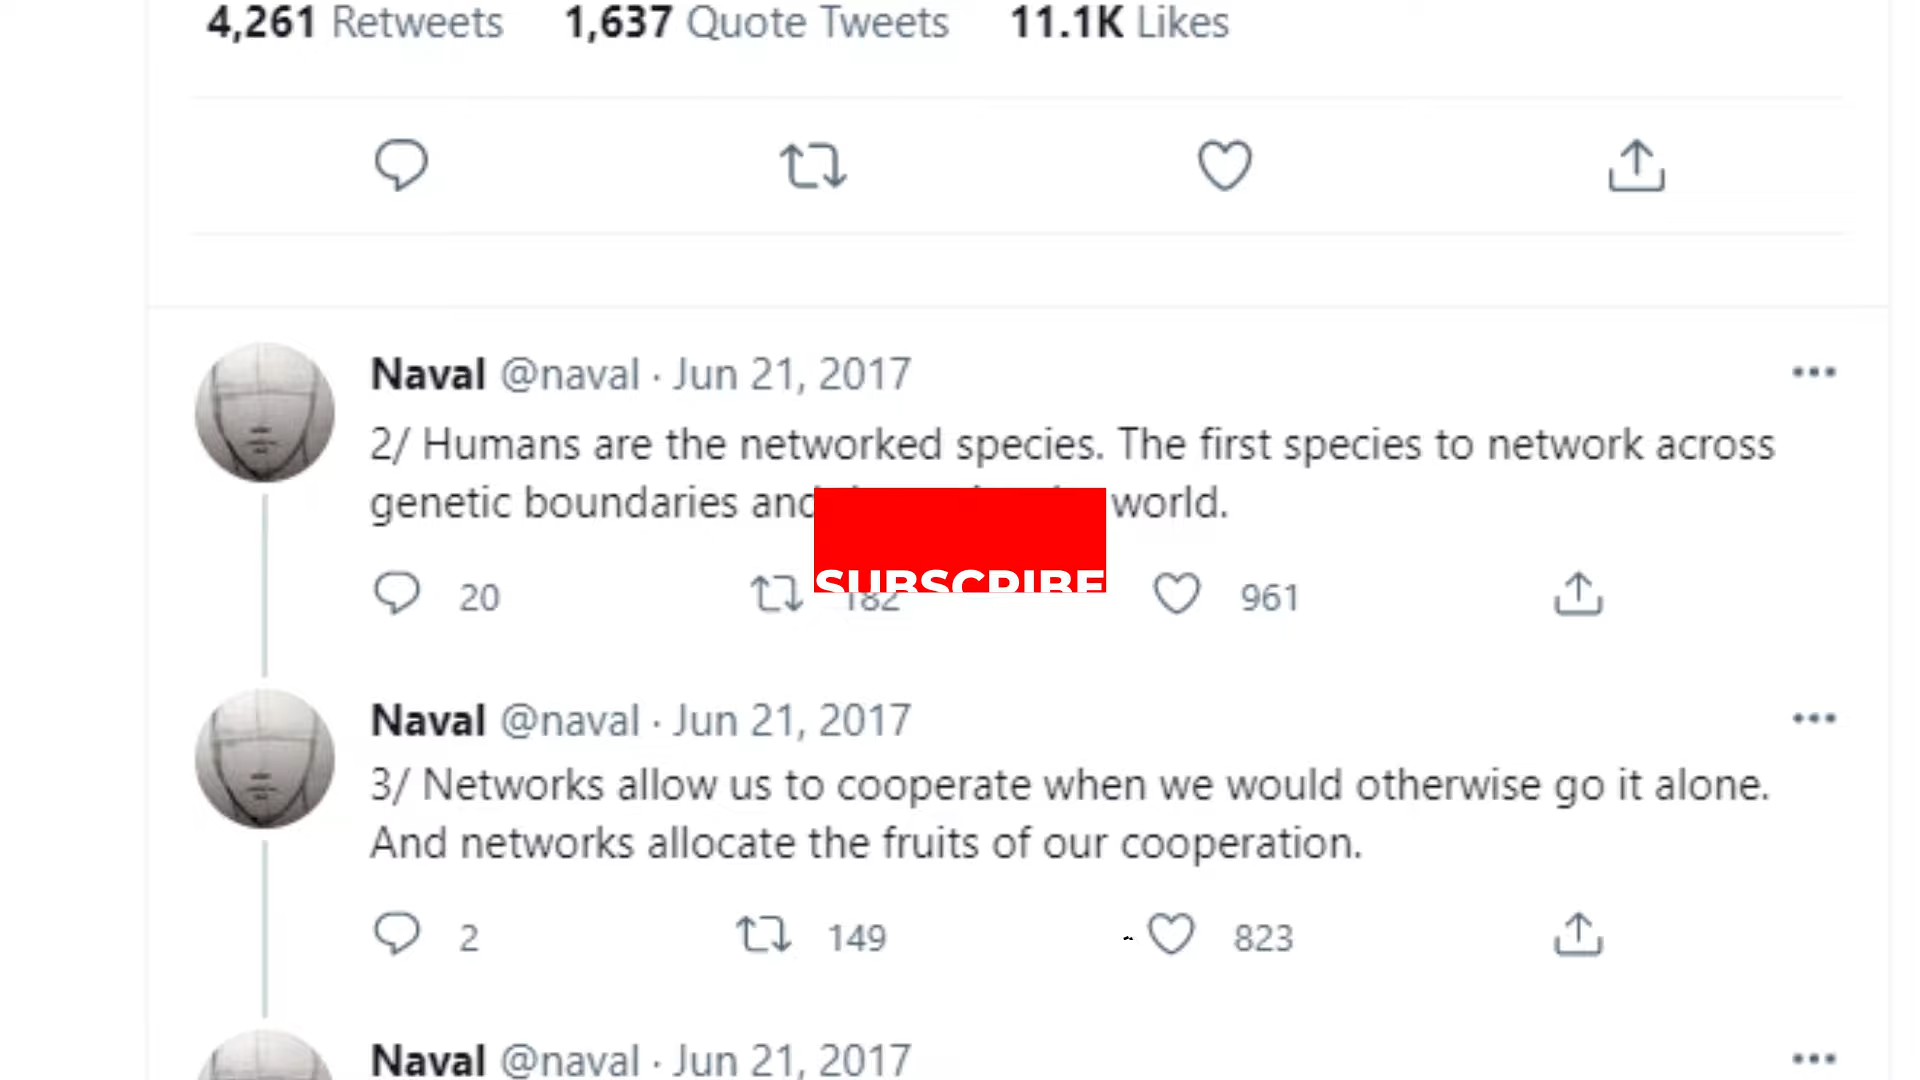 4,261 Retweets 1,637 Quote Tweets 11.1K Likes
Naval @naval · Jun 21, 2017
2/ Humans are the networked species. The first species to network across
genetic boundaries and world.
SUBSCRIBE
20 182 961
Naval @naval · Jun 21, 2017
3/ Networks allow us to cooperate when we would otherwise go it alone.
And networks allocate the fruits of our cooperation.
2 149 823
Naval @naval · Jun 21, 2017